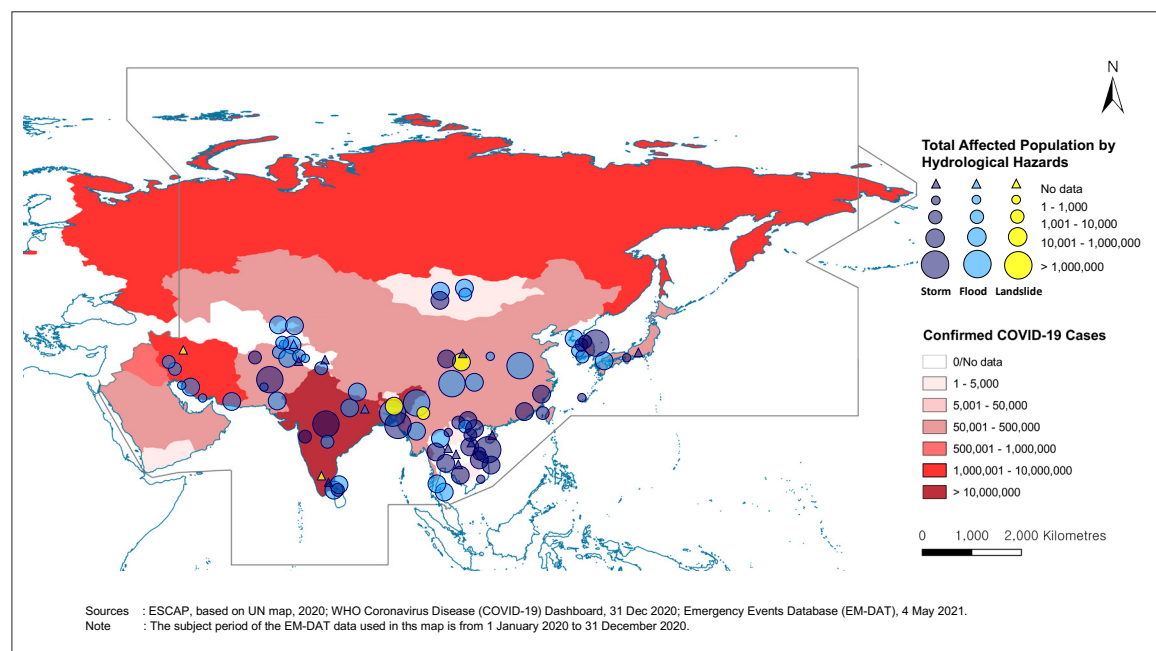 N
Total Affected Population by
Hydrological Hazards
No data
1 - 1,000
1,001 - 10,000
10,001 - 1,000,000
> 1,000,000
Storm Flood Landslide
Confirmed COVID-19 Cases
0/No data
1 - 5,000
5,001 - 50,000
50,001 - 500,000
500,001 - 1,000,000
1,000,001 - 10,000,000
> 10,000,000
0 1,000 2,000 Kilometres
Sources : ESCAP, based on UN map, 2020; WHO Coronavirus Disease (COVID-19) Dashboard, 31 Dec 2020; Emergency Events Database (EM-DAT), 4 May 2021.
Note : The subject period of the EM-DAT data used in ths map is from 1 January 2020 to 31 December 2020.